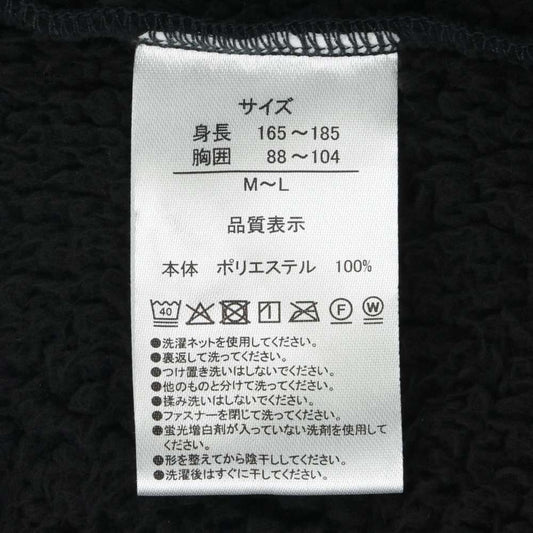 サイズ
身長 165～185
胸囲 88～104
M～L
品質表示
本体 ポリエステル 100%
40 F W
●洗濯ネットを使用してください。
●裏返して洗ってください。
●つけ置き洗いはしないでください。
●他のものと分けて洗ってください。
●揉み洗いはしないでください。
●ファスナーを閉じて洗ってください。
●蛍光増白剤が入っていない洗剤を使用して
ください。
●形を整えてから陰干ししてください。
●洗濯後はすぐに干してください。